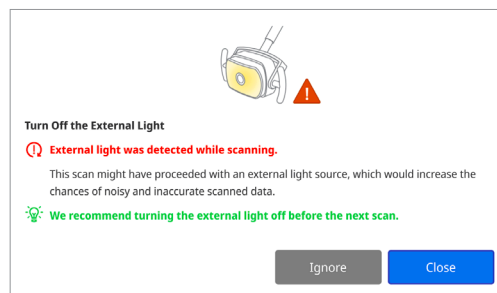 Turn Off the External Light
External light was detected while scanning.
This scan might have proceeded with an external light source, which would increase the
chances of noisy and inaccurate scanned data.
We recommend turning the external light off before the next scan.
Ignore
Close